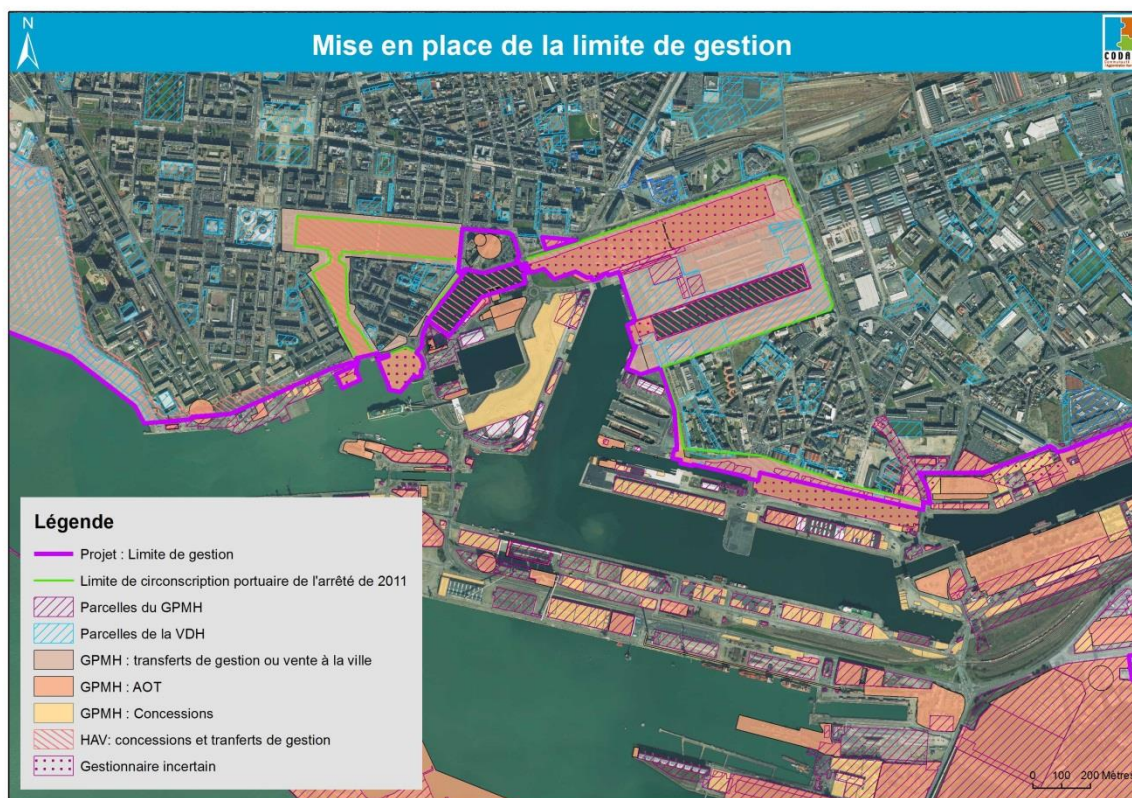 N
Mise en place de la limite de gestion
CODA
Légende
Projet : Limite de gestion
Limite de circonscription portuaire de l'arrêté de 2011
Parcelles du GPMH
Parcelles de la VDH
GPMH : transferts de gestion ou vente à la ville
GPMH : AOT
GPMH : Concessions
HAV: concessions et tranferts de gestion
Gestionnaire incertain
0 100 200 Mètres